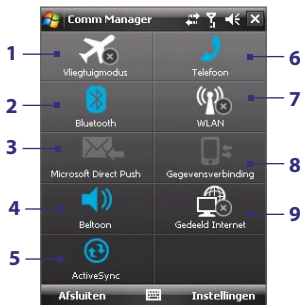 Comm Manager
1
Vliegtuigmodus
Telefoon
6
2
Bluetooth
WLAN
7
3
Microsoft Direct Push
Gegevensverbinding
8
4
Beltoon
Gedeeld Internet
9
5
ActiveSync
Afsluiten
Instellingen